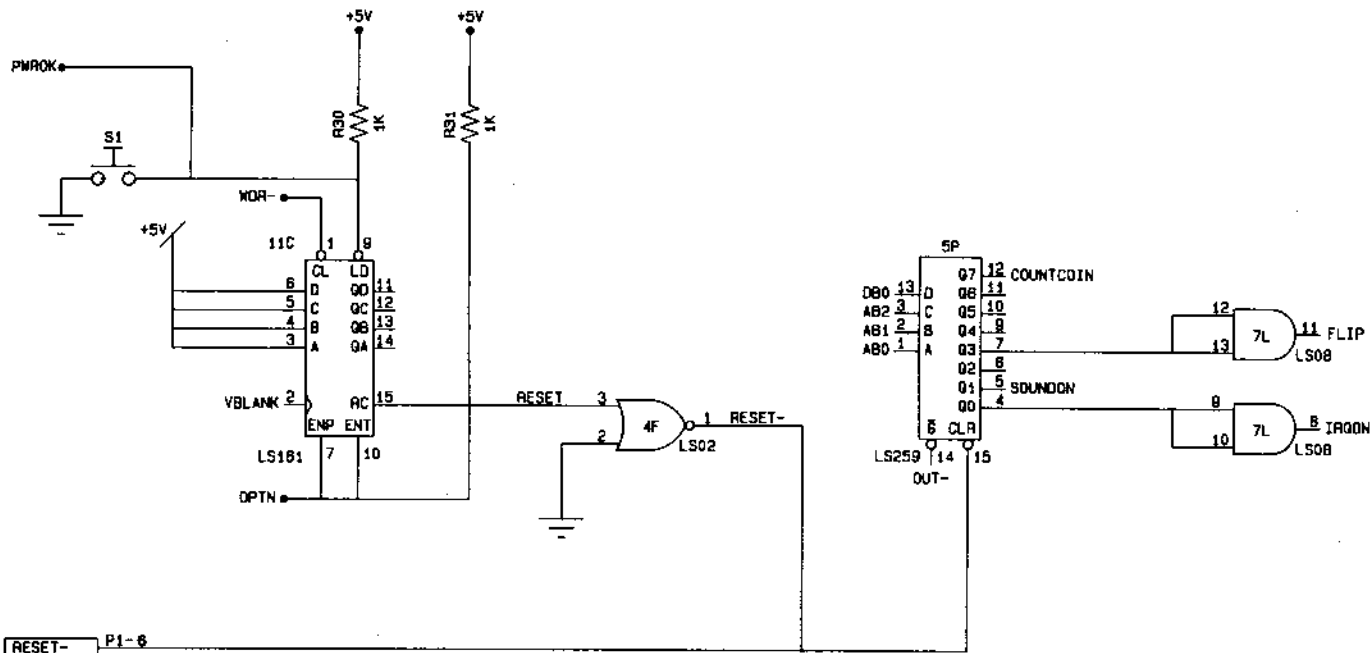 +5V +5V
PWROK
R30 1K
R31 1K
S1
WDR-
+5V
11C 1 9
CL LD
6 D QD 11
5 C QC 12
4 B QB 13
3 A QA 14
VBLANK 2 RC 15
ENP ENT
LS161 7 10
OPTN
RESET 3
2 4F 1 RESET-
LS02
5P
Q7 12 COUNTCOIN
DB0 13 D Q6 11
AB2 3 C Q5 10
AB1 2 B Q4 9
AB0 1 A Q3 7
Q2 6
Q1 5 SOUNDON
Q0 4
G CLR
LS259 14 15
OUT-
12
13 7L 11 FLIP
LS08
9
10 7L 8 IRQON
LS08
RESET- P1-6